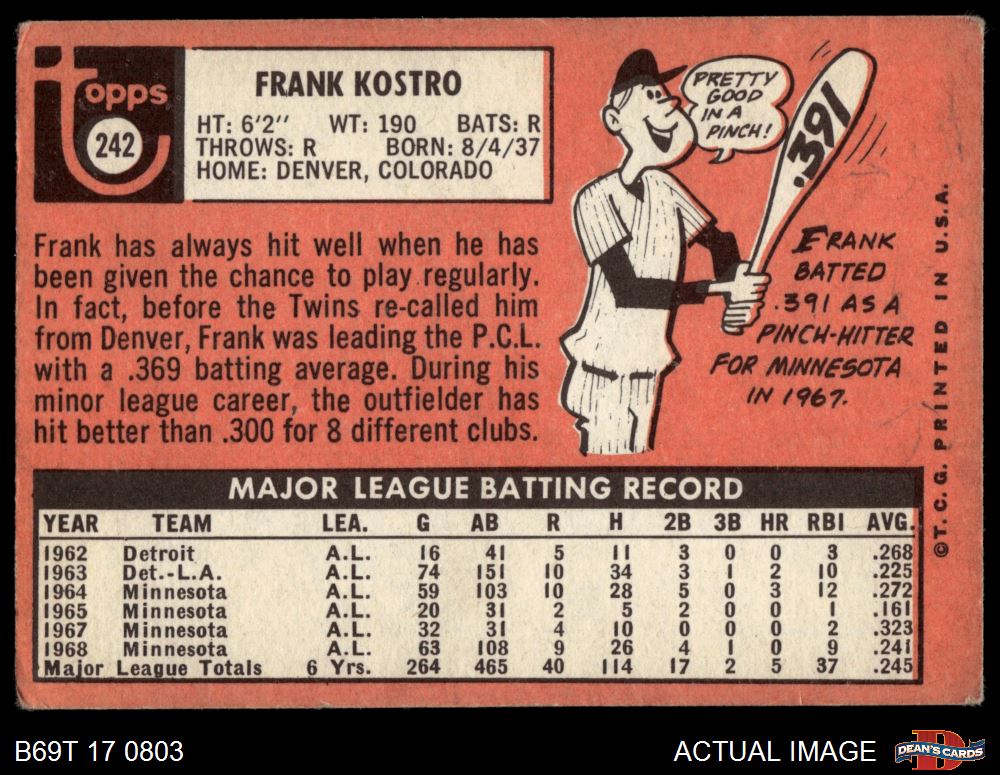 topps
242
FRANK KOSTRO
HT: 6'2" WT: 190 BATS: R
THROWS: R BORN: 8/4/37
HOME: DENVER, COLORADO
Frank has always hit well when he has
been given the chance to play regularly.
In fact, before the Twins re-called him
from Denver, Frank was leading the P.C.L.
with a .369 batting average. During his
minor league career, the outfielder has
hit better than .300 for 8 different clubs.
PRETTY
GOOD
IN A
PINCH!
.391
FRANK
BATTED
.391 AS A
PINCH-HITTER
FOR MINNESOTA
IN 1967.
©T.C.G. PRINTED IN U.S.A.
MAJOR LEAGUE BATTING RECORD
YEAR TEAM LEA. G AB R H 2B 3B HR RBI AVG.
1962 Detroit A.L. 16 41 5 11 3 0 0 3 .268
1963 Det.-L.A. A.L. 74 151 10 34 3 1 2 10 .225
1964 Minnesota A.L. 59 103 10 28 5 0 3 12 .272
1965 Minnesota A.L. 20 31 2 5 2 0 0 1 .161
1967 Minnesota A.L. 32 31 4 10 0 0 0 2 .323
1968 Minnesota A.L. 63 108 9 26 4 1 0 9 .241
Major League Totals 6 Yrs. 264 465 40 114 17 2 5 37 .245
B69T 17 0803
ACTUAL IMAGE
D
DEAN'S CARDS